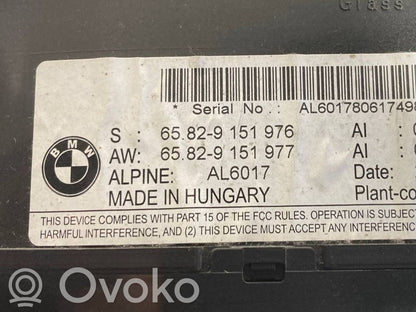 Glass
* Serial No : AL60178061749
BMW
S : 65.82-9 151 976 AI :
AW: 65.82-9 151 977 AI :
ALPINE: AL6017 Date:
MADE IN HUNGARY Plant-co
THIS DEVICE COMPLIES WITH PART 15 OF THE FCC RULES. OPERATION IS SUBJEC
HARMFUL INTERFERENCE, AND (2) THIS DEVICE MUST ACCEPT ANY INTERFERENCE
Ovoko